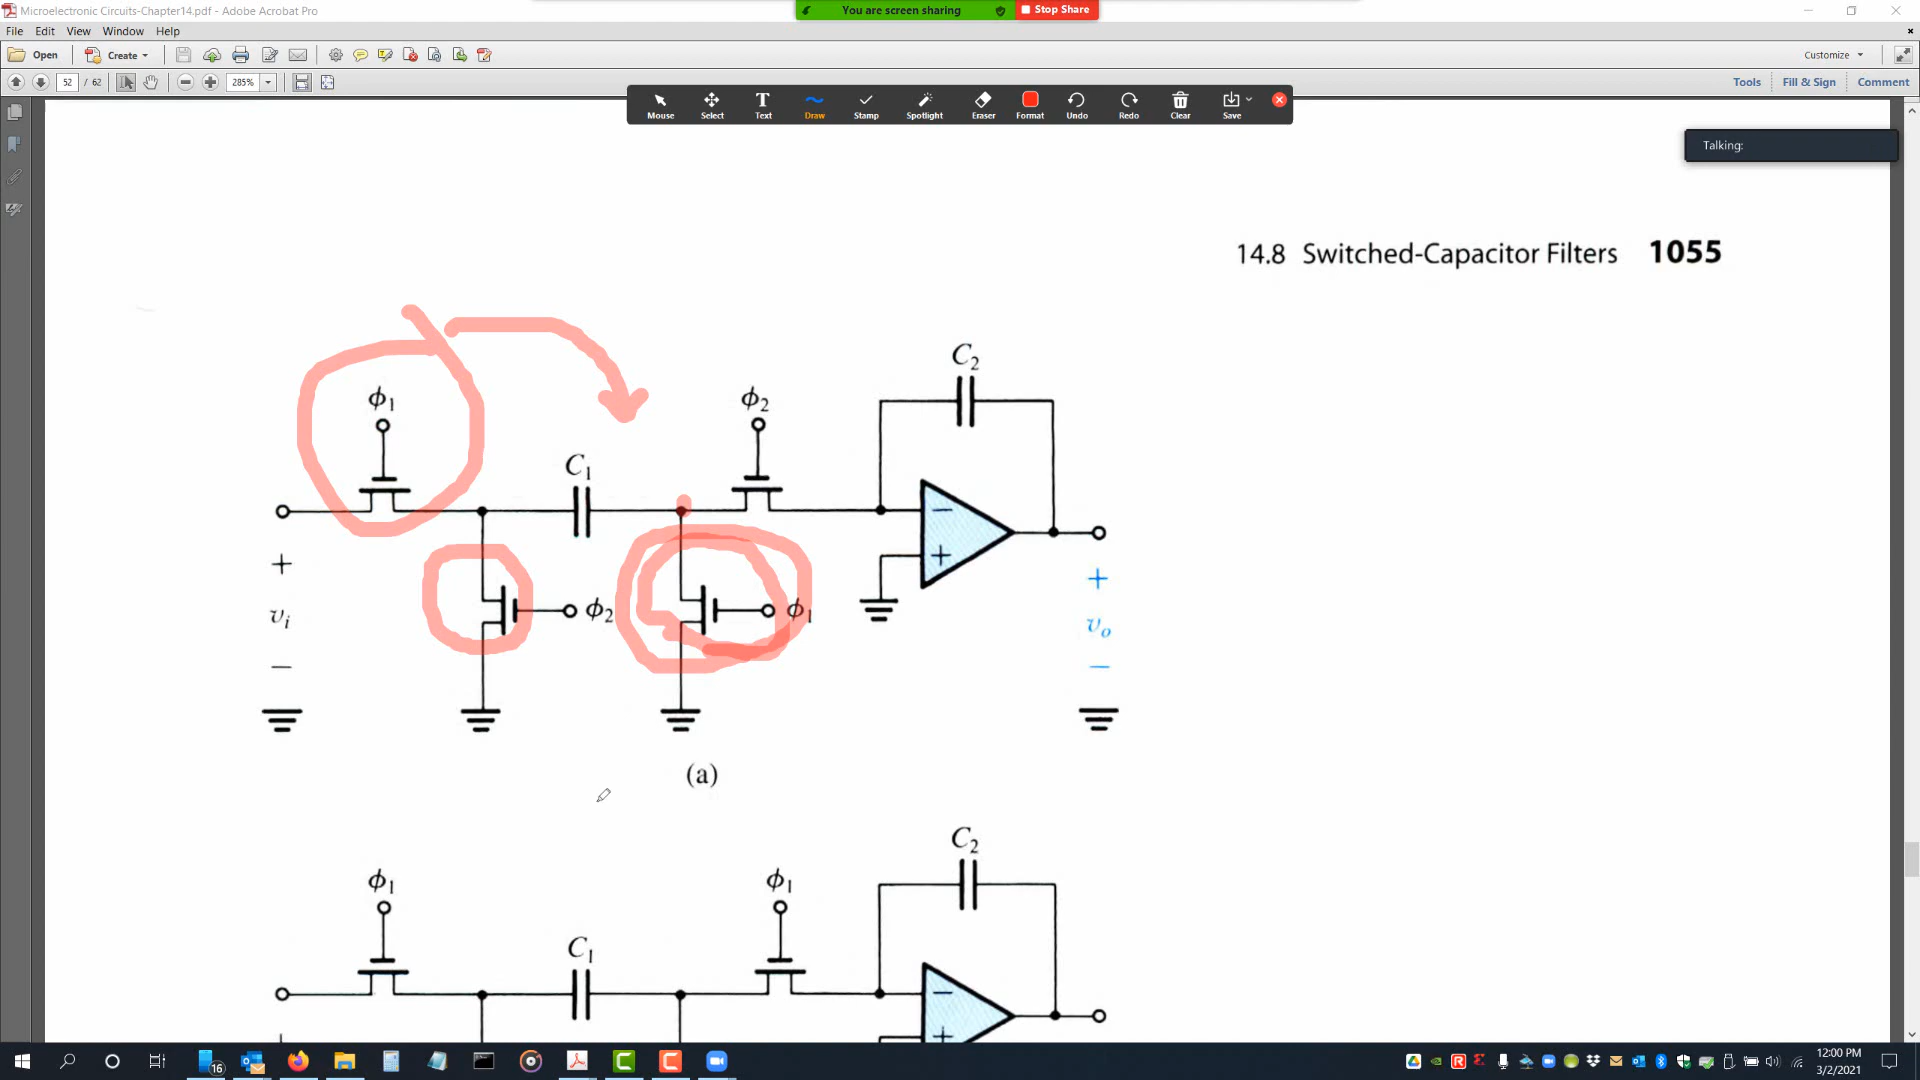 Microelectronic Circuits-Chapter14.pdf - Adobe Acrobat Pro
You are screen sharing
Stop Share
File Edit View Window Help
Open Create Customize
52 / 62 285% Tools Fill & Sign Comment
Mouse Select Text Draw Stamp Spotlight Eraser Format Undo Redo Clear Save
Talking:
14.8 Switched-Capacitor Filters 1055
C₂
ϕ₁ ϕ₂
C₁
−
+ + +
ϕ₂ ϕ₁
vᵢ vₒ
− −
(a)
C₂
ϕ₁ ϕ₁
C₁
−
+
16
12:00 PM
3/2/2021